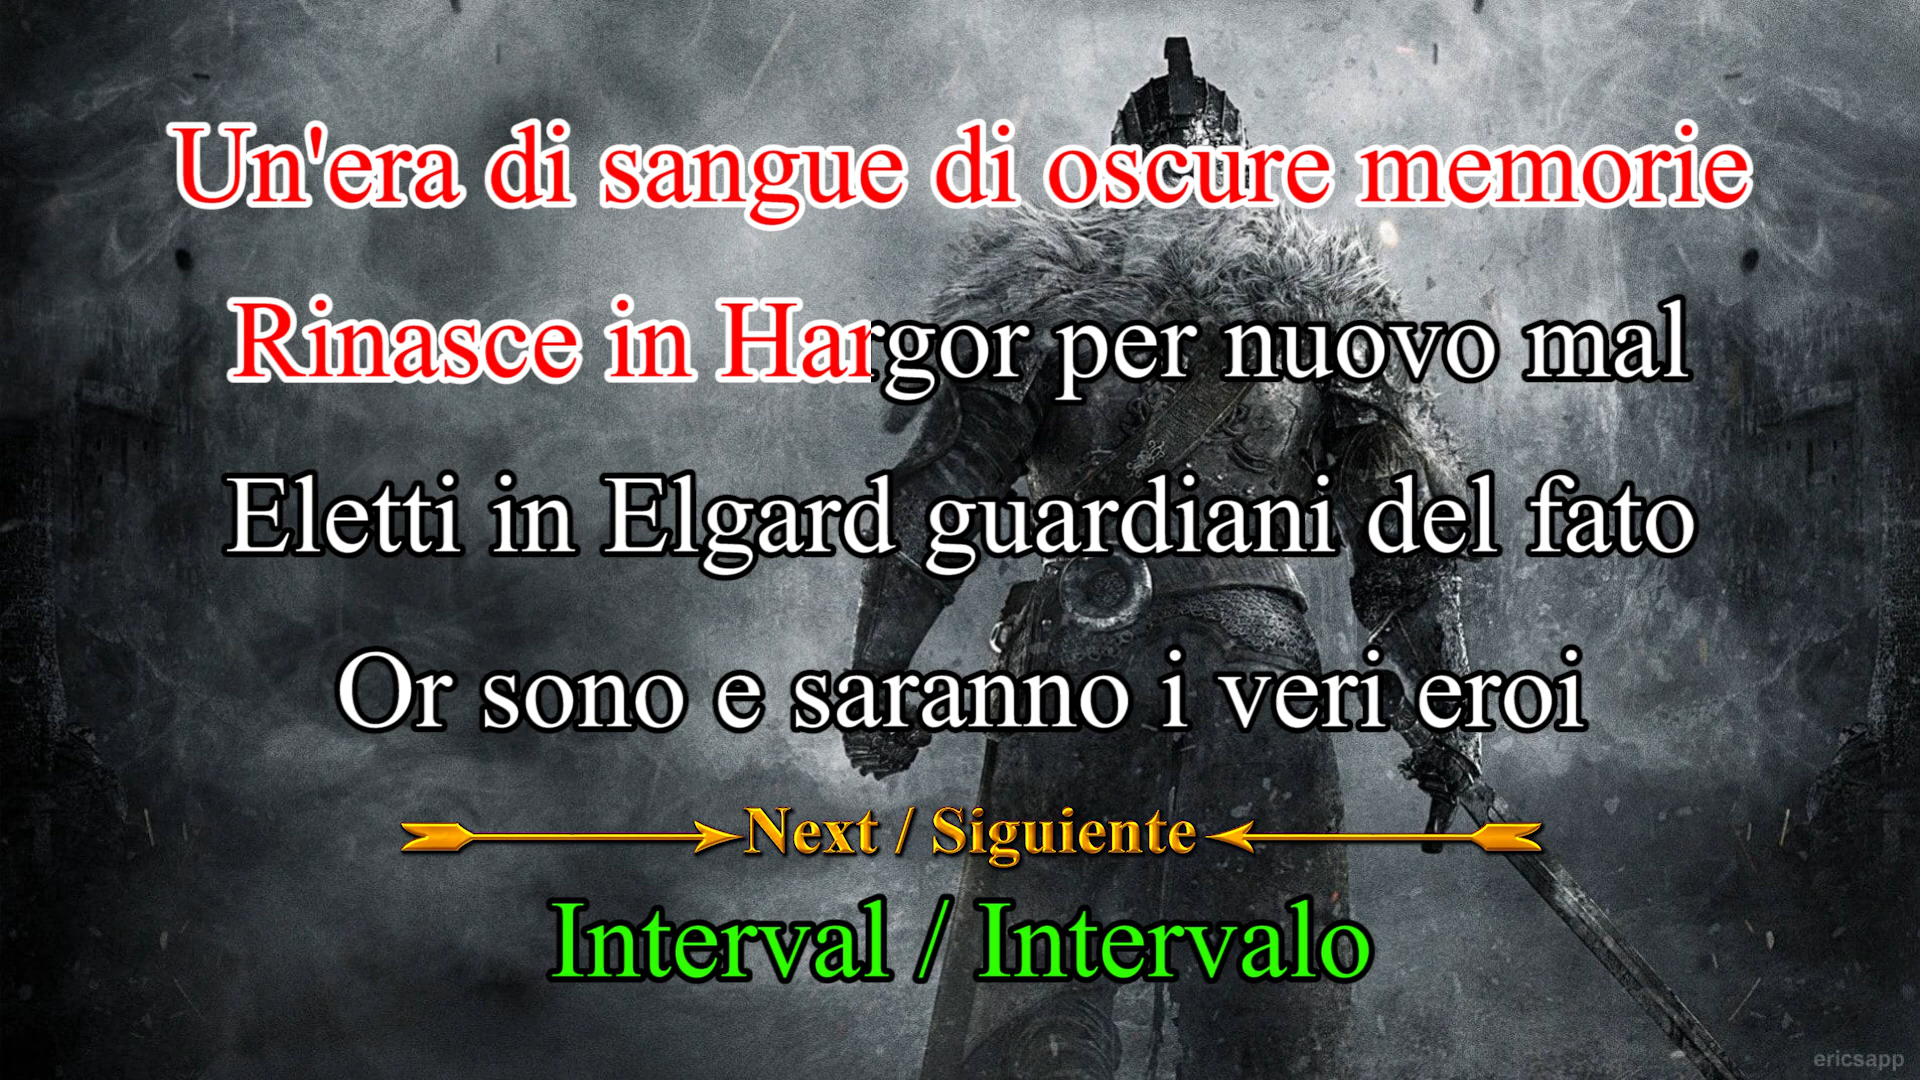 Un'era di sangue di oscure memorie
Rinasce in Hargor per nuovo mal
Eletti in Elgard guardiani del fato
Or sono e saranno i veri eroi
Next / Siguiente
Interval / Intervalo
ericsapp